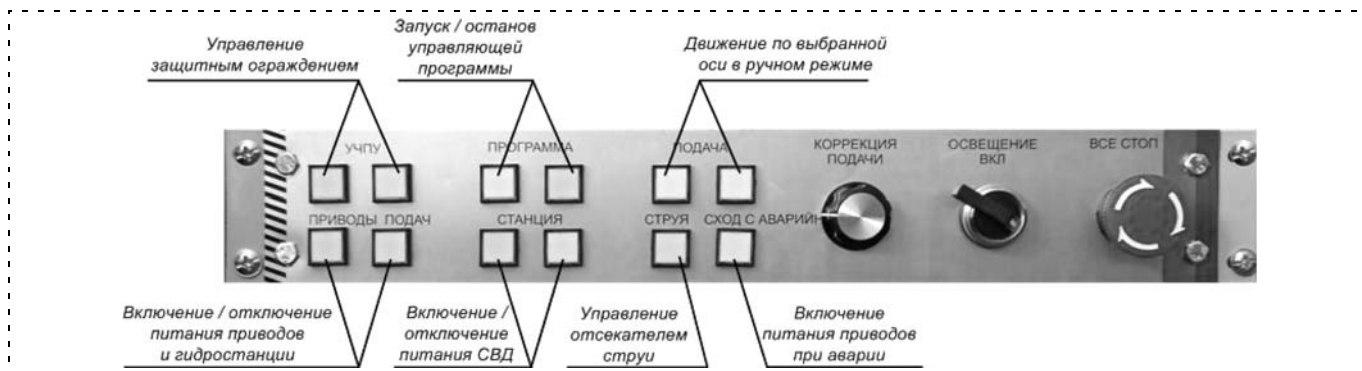 Управление
защитным ограждением
Запуск / останов
управляющей
программы
Движение по выбранной
оси в ручном режиме
УЧПУ
ПРОГРАММА
ПОДАЧА
КОРРЕКЦИЯ
ПОДАЧИ
ОСВЕЩЕНИЕ
ВКЛ
ВСЕ СТОП
ПРИВОДЫ ПОДАЧ
СТАНЦИЯ
СТРУЯ
СХОД С АВАРИЙН
Включение / отключение
питания приводов
и гидростанции
Включение /
отключение
питания СВД
Управление
отсекателем
струи
Включение
питания приводов
при аварии